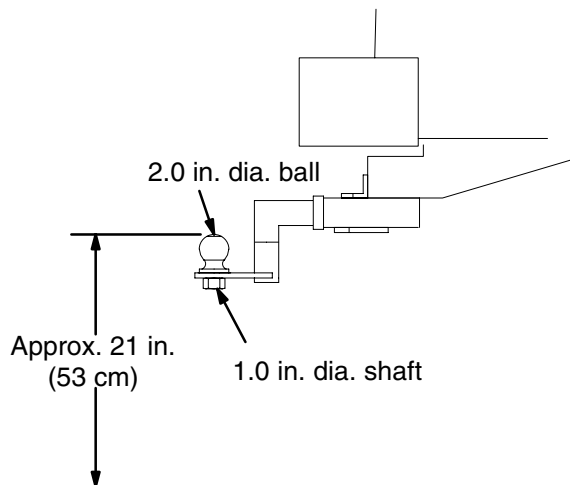 2.0 in. dia. ball
Approx. 21 in.
(53 cm)
1.0 in. dia. shaft